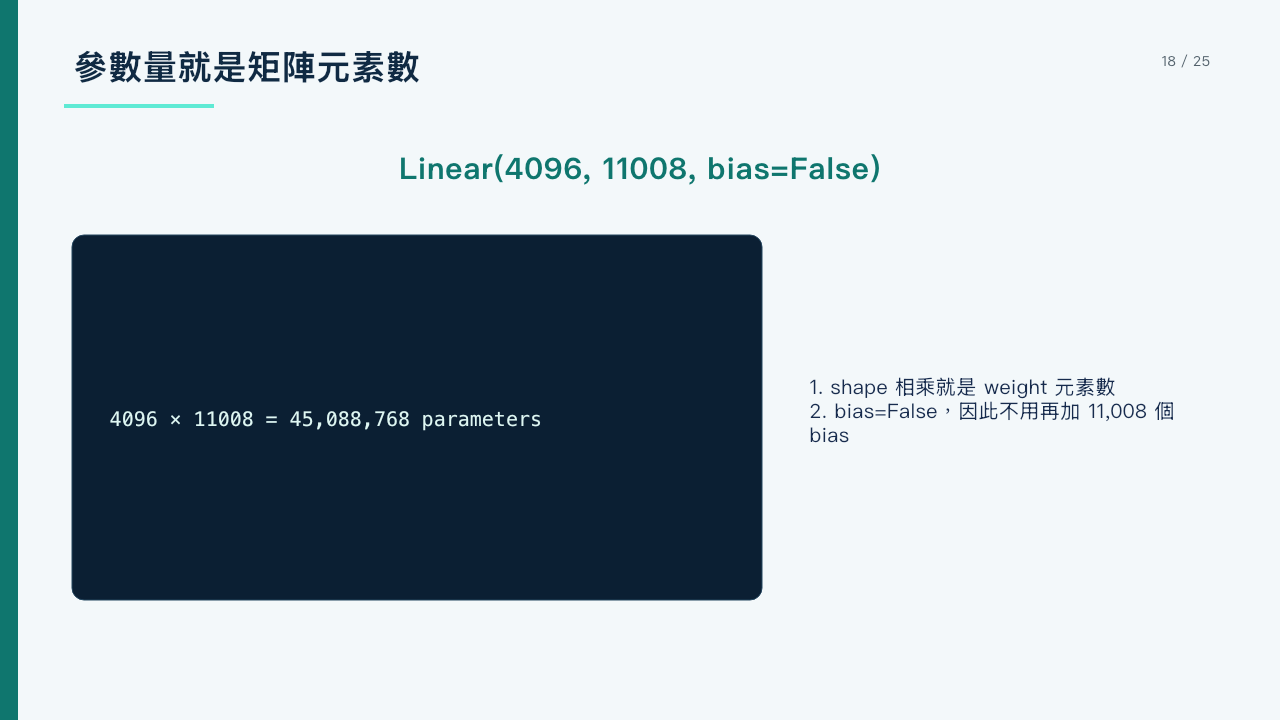 參數量就是矩陣元素數
18 / 25
Linear(4096, 11008, bias=False)
4096 × 11008 = 45,088,768 parameters
1. shape 相乘就是 weight 元素數
2. bias=False，因此不用再加 11,008 個
bias